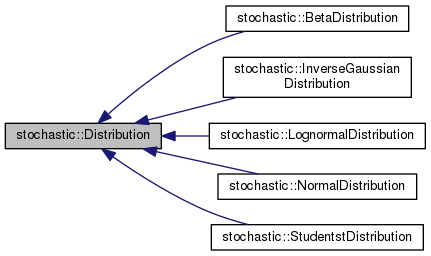 stochastic::BetaDistribution
stochastic::InverseGaussian
Distribution
stochastic::Distribution
stochastic::LognormalDistribution
stochastic::NormalDistribution
stochastic::StudentstDistribution